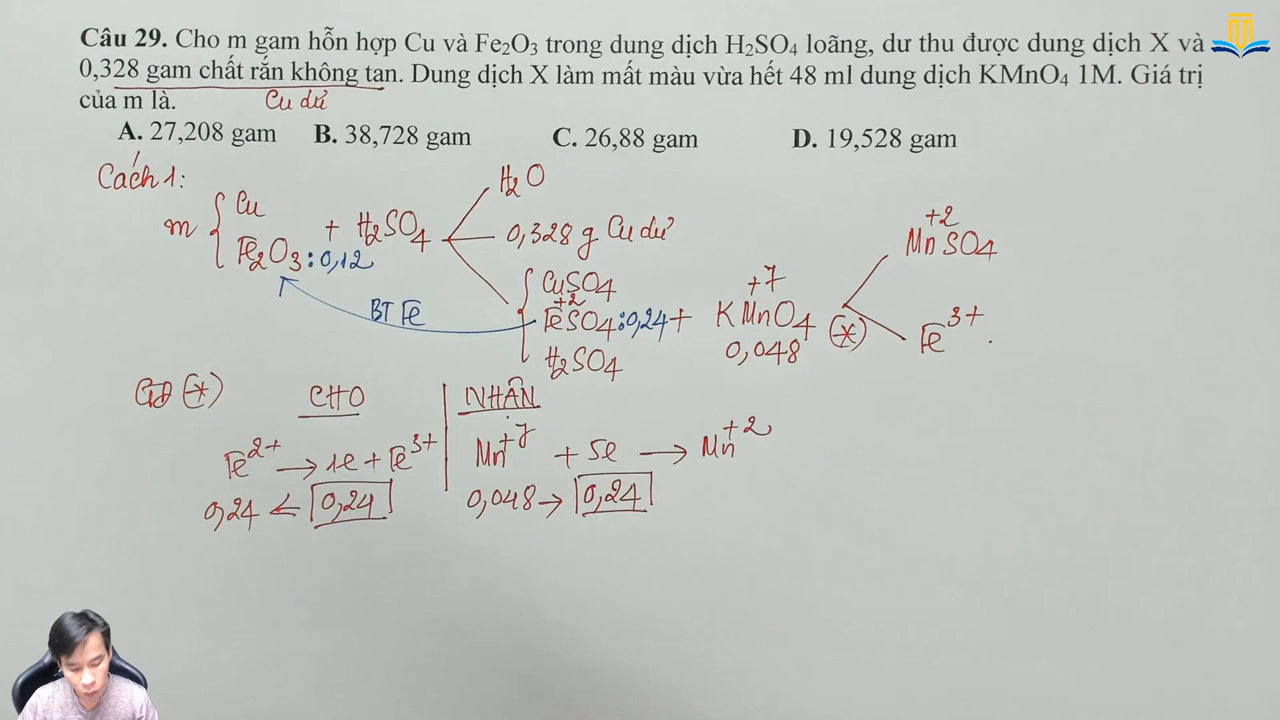 Câu 29. Cho m gam hỗn hợp Cu và Fe₂O₃ trong dung dịch H₂SO₄ loãng, dư thu được dung dịch X và
0,328 gam chất rắn không tan. Dung dịch X làm mất màu vừa hết 48 ml dung dịch KMnO₄ 1M. Giá trị
của m là.
Cu dư
A. 27,208 gam B. 38,728 gam C. 26,88 gam D. 19,528 gam
Cách 1:
m { Cu
Fe₂O₃ : 0,12
+ H₂SO₄
H₂O
0,328 g Cu dư
CuSO₄
+2
FeSO₄ : 0,24 +
H₂SO₄
BT Fe
+7
KMnO₄ (*)
0,048
+2
MnSO₄
Fe³⁺
GĐ (*) CHO NHẬN
Fe²⁺ → 1e + Fe³⁺
0,24 ← 0,24
Mn⁺⁷ + 5e → Mn⁺²
0,048 → 0,24